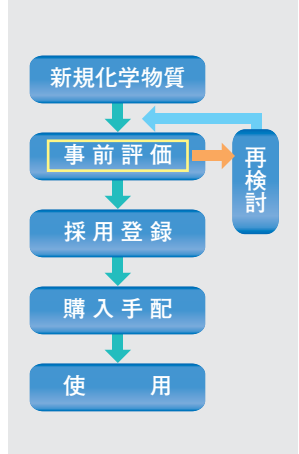 新規化学物質
事前評価
再検討
採用登録
購入手配
使用